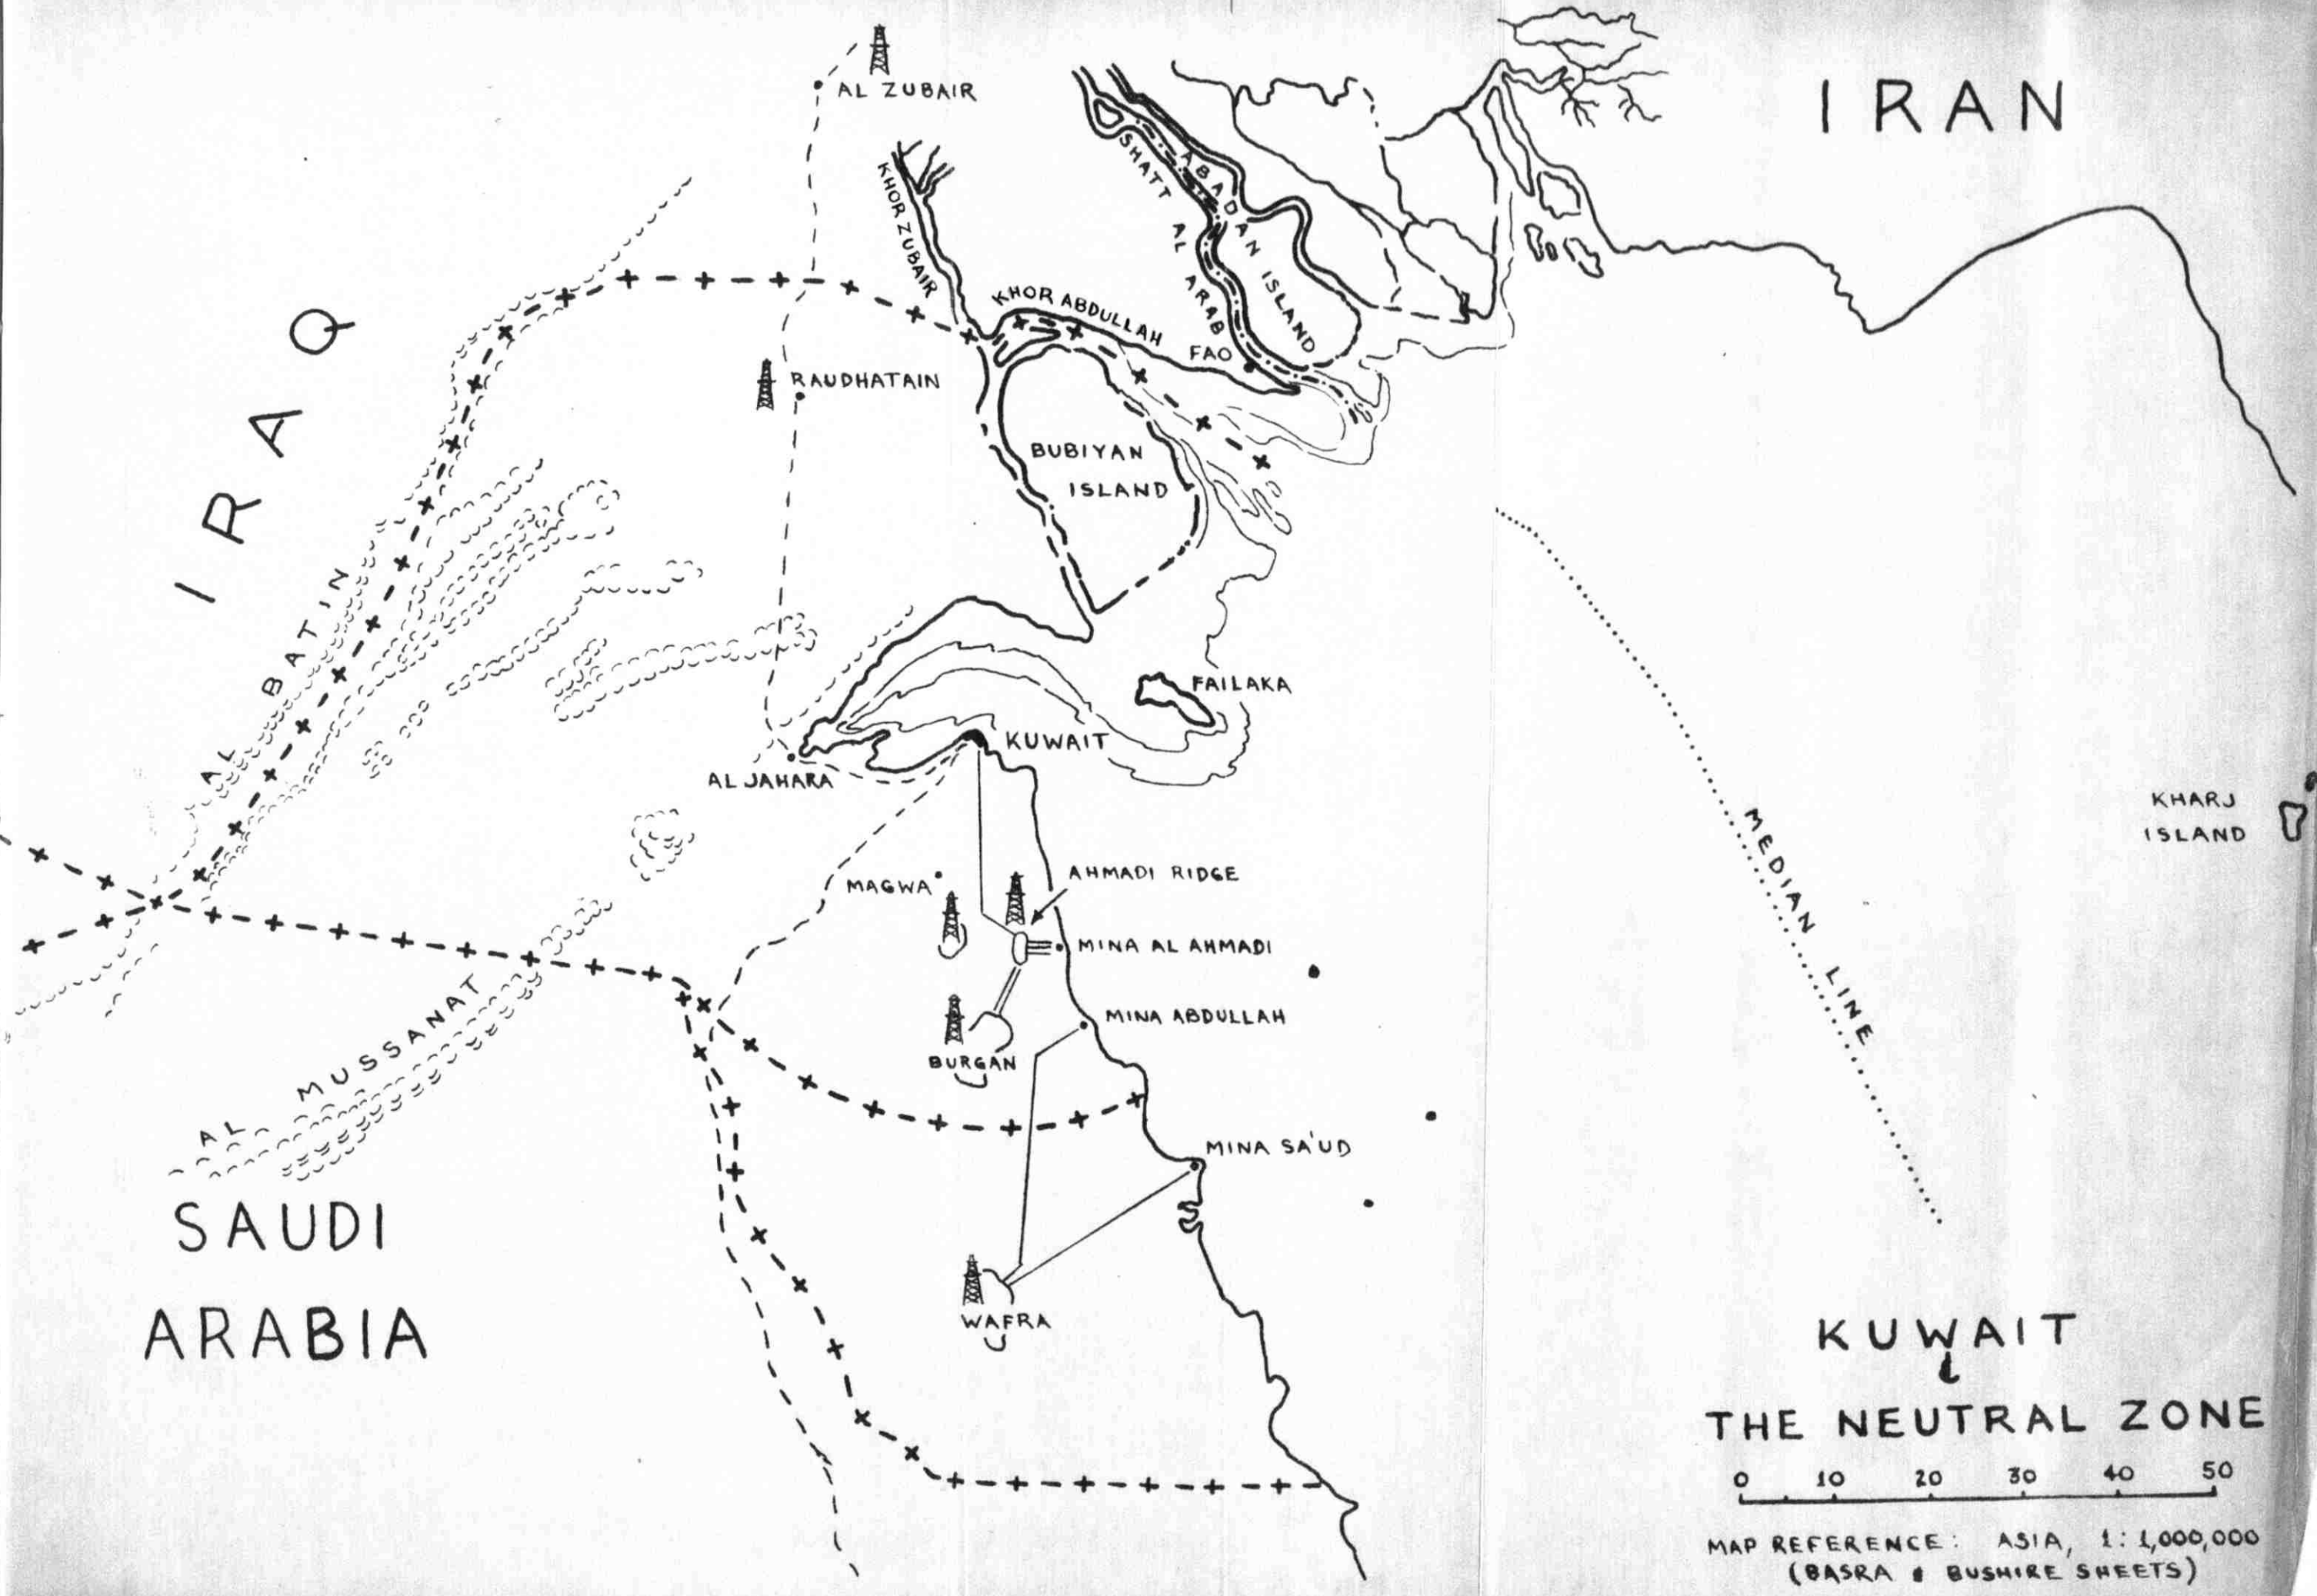 AL ZUBAIR
IRAN
KHOR ZUBAIR
SHATT AL ARAB
ABADAN ISLAND
KHOR ABDULLAH
FAO
IRAQ
RAUDHATAIN
BUBIYAN
ISLAND
AL BATIN
FAILAKA
KUWAIT
AL JAHARA
MEDIAN LINE
KHARJ
ISLAND
MAGWA
AHMADI RIDGE
MINA AL AHMADI
MINA ABDULLAH
BURGAN
AL MUSSANAT
MINA SA'UD
SAUDI
ARABIA
WAFRA
KUWAIT
&
THE NEUTRAL ZONE
0 10 20 30 40 50
MAP REFERENCE: ASIA, 1:1,000,000
(BASRA & BUSHIRE SHEETS)